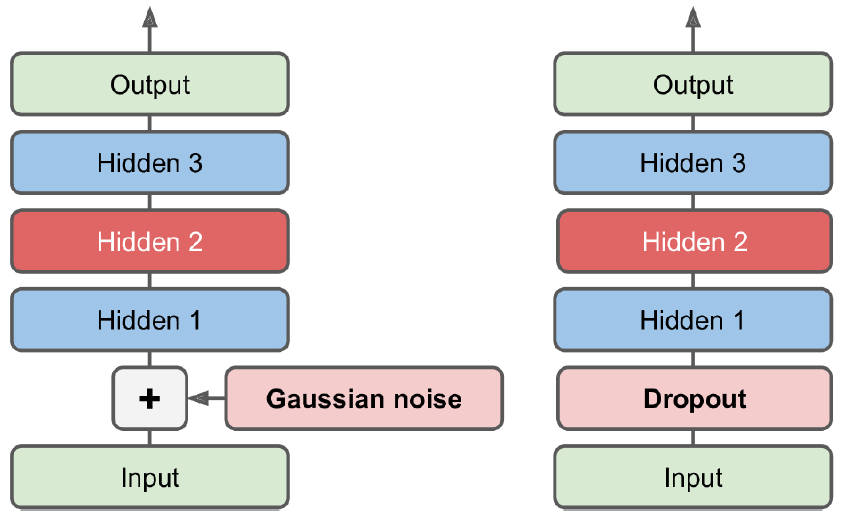 Output
Hidden 3
Hidden 2
Hidden 1
+
Gaussian noise
Input
Output
Hidden 3
Hidden 2
Hidden 1
Dropout
Input